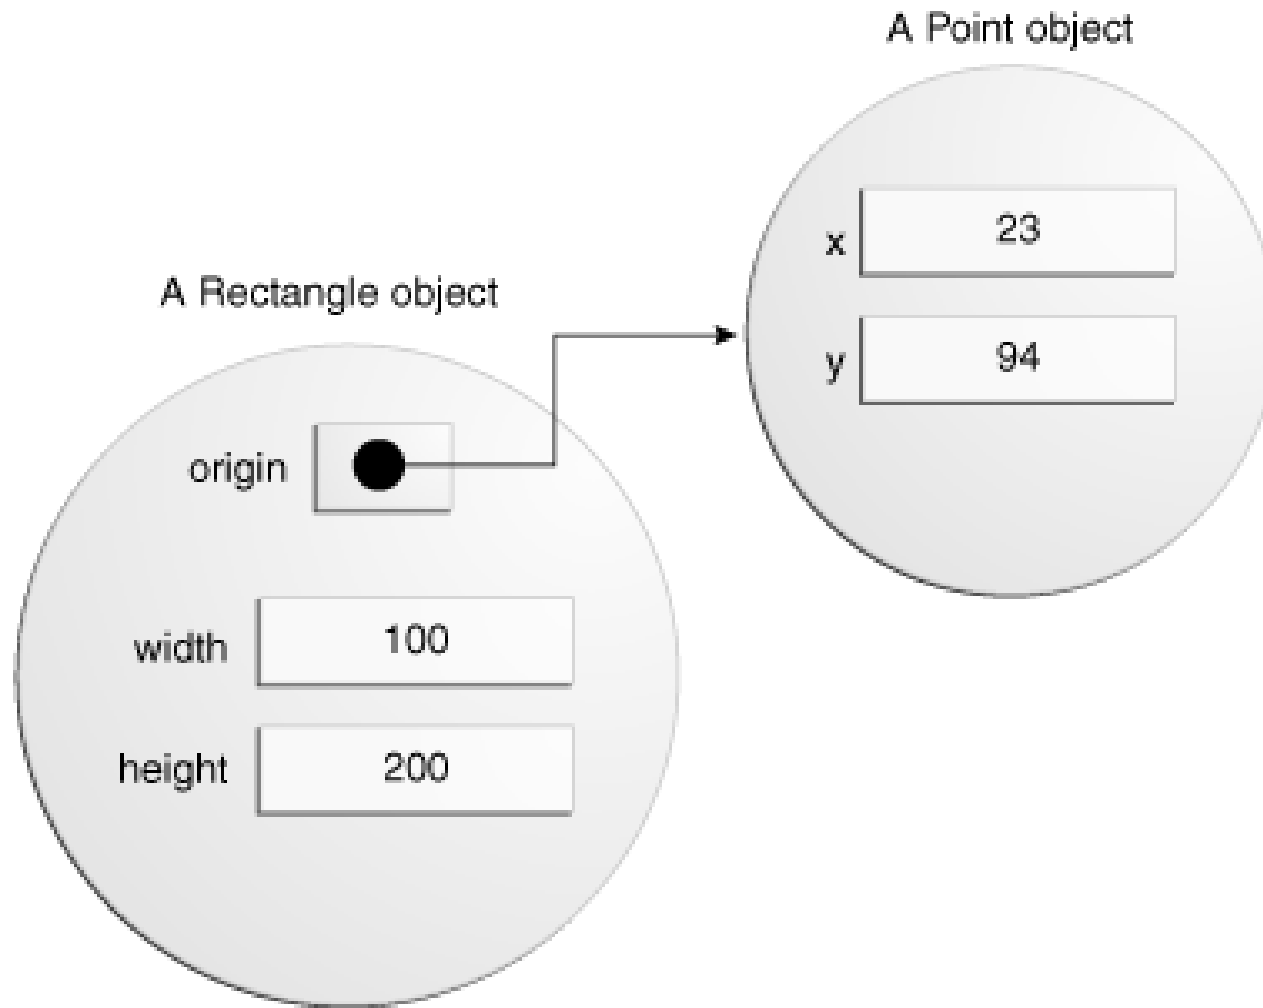 A Point object
x 23
y 94
A Rectangle object
origin
width 100
height 200